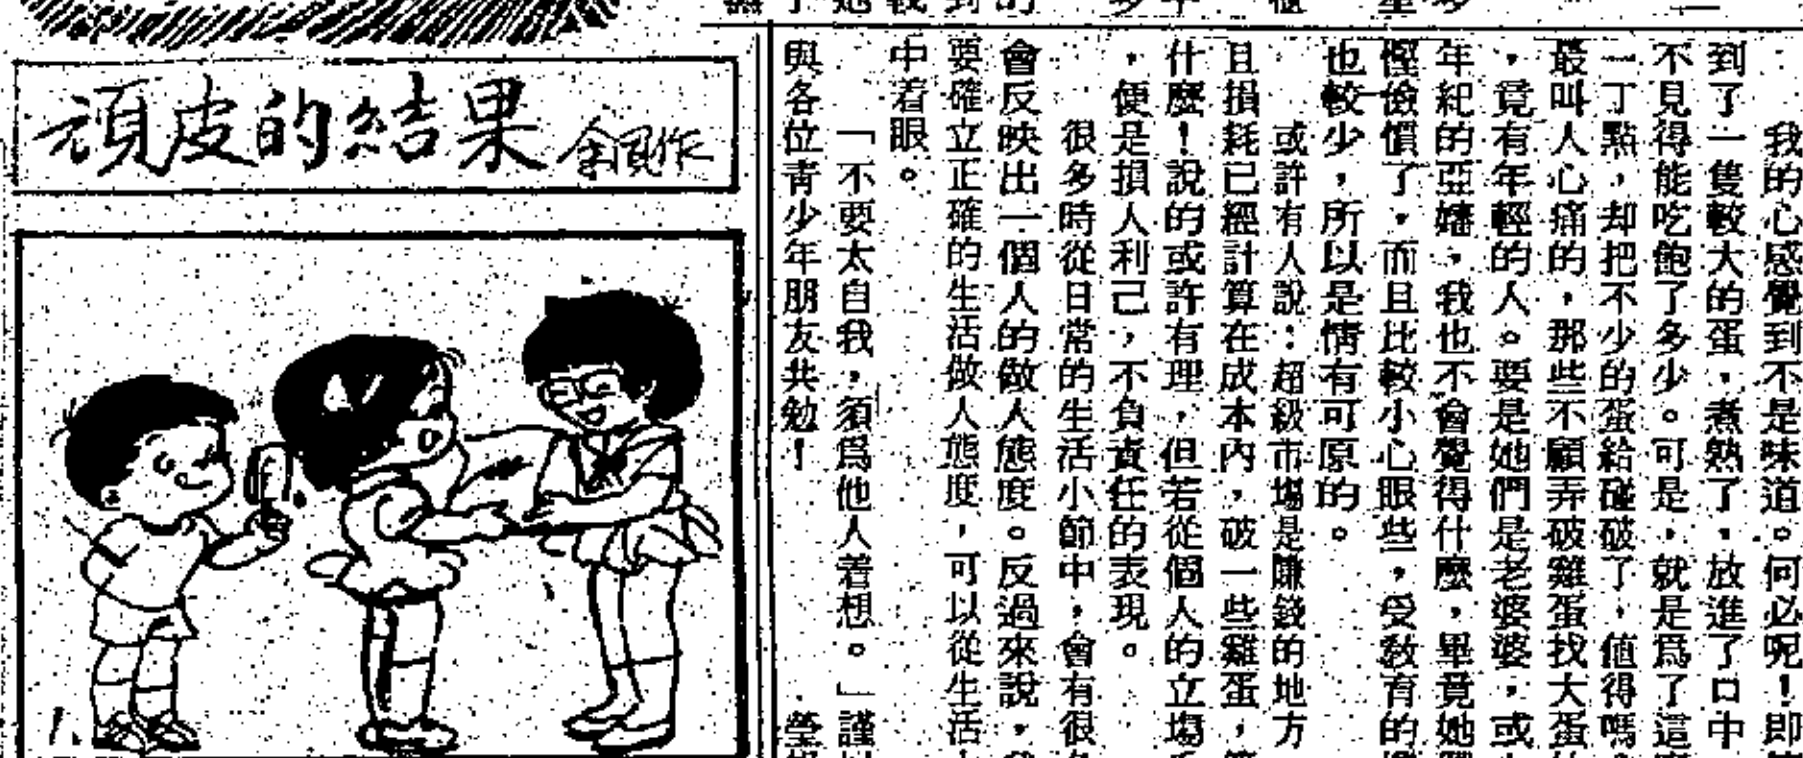 我的心感覺到不是味道。何必呢！即
到了一隻較大的蛋，煮熟了，放進了口中
不見得能吃飽了多少。可是，就是爲了這
一丁點，却把不少的蛋給碰破了，値得嗎
最叫人心痛的，那些不顧弄破雞蛋找大蛋
，竟有年輕的人。要是她們是老婆婆，或
年紀的亞嬸，我也不會覺得什麼，畢竟她
慳儉慣了，而且比較小心眼些，受敎育的
也較少，所以是情有可原的。
或許有人說：超級市場是賺錢的地方
且損耗已經計算在成本內，破一些雞蛋，
什麼！說的或許有理，但若從個人的立場
，便是損人利己，不負責任的表現。
很多時從日常的生活小節中，會有很
會反映出一個人的做人態度。反過來說，
要確立正確的生活做人態度，可以從生活
中着眼。
「不要太自我，須爲他人着想。」謹
與各位靑少年朋友共勉！
瑩
頑皮的結果
1.